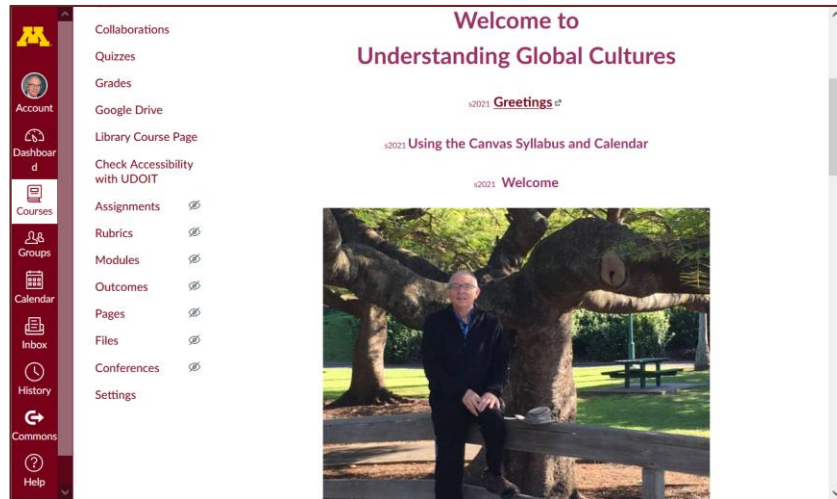 M
Account
Dashboar
d
Courses
Groups
Calendar
Inbox
History
Commons
Help
Collaborations
Quizzes
Grades
Google Drive
Library Course Page
Check Accessibility
with UDOIT
Assignments
Rubrics
Modules
Outcomes
Pages
Files
Conferences
Settings
Welcome to
Understanding Global Cultures
s2021 Greetings
s2021 Using the Canvas Syllabus and Calendar
s2021 Welcome